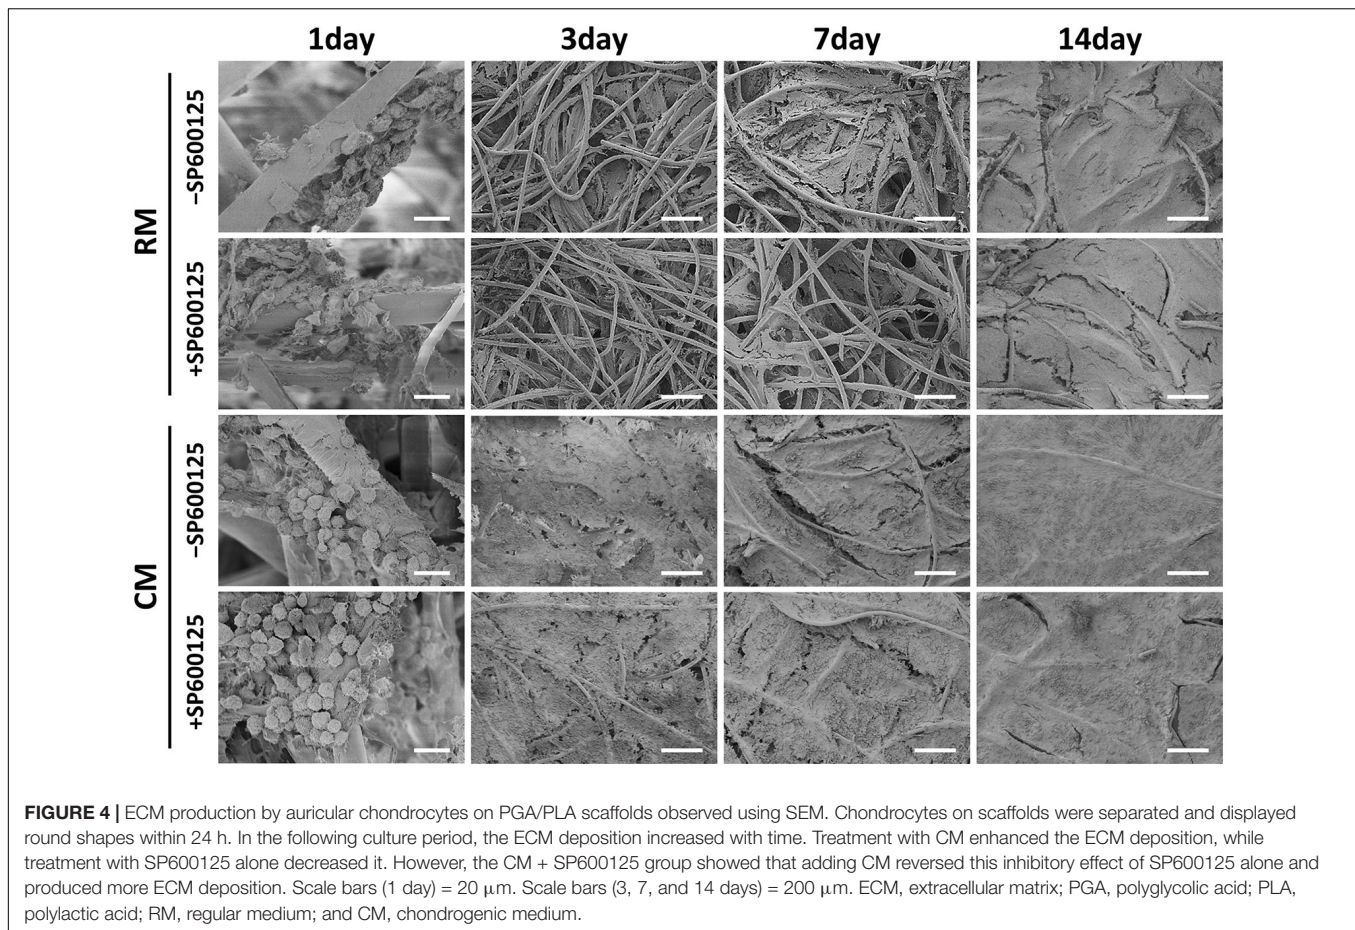 1day 3day 7day 14day
RM
−SP600125
+SP600125
CM
−SP600125
+SP600125
FIGURE 4 | ECM production by auricular chondrocytes on PGA/PLA scaffolds observed using SEM. Chondrocytes on scaffolds were separated and displayed
round shapes within 24 h. In the following culture period, the ECM deposition increased with time. Treatment with CM enhanced the ECM deposition, while
treatment with SP600125 alone decreased it. However, the CM + SP600125 group showed that adding CM reversed this inhibitory effect of SP600125 alone and
produced more ECM deposition. Scale bars (1 day) = 20 μm. Scale bars (3, 7, and 14 days) = 200 μm. ECM, extracellular matrix; PGA, polyglycolic acid; PLA,
polylactic acid; RM, regular medium; and CM, chondrogenic medium.